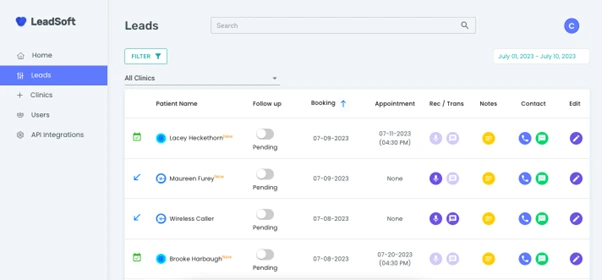 LeadSoft
Home
Leads
Clinics
Users
API Integrations
Leads
Search
C
FILTER
July 01, 2023 - July 10, 2023
All Clinics
Patient Name Follow up Booking Appointment Rec / Trans Notes Contact Edit
Lacey Heckethorn New Pending 07-09-2023 07-11-2023
(04:30 PM)
Maureen Furey New Pending 07-09-2023 None
Wireless Caller Pending 07-08-2023 None
Brooke Harbaugh New Pending 07-08-2023 07-20-2023
(04:30 PM)